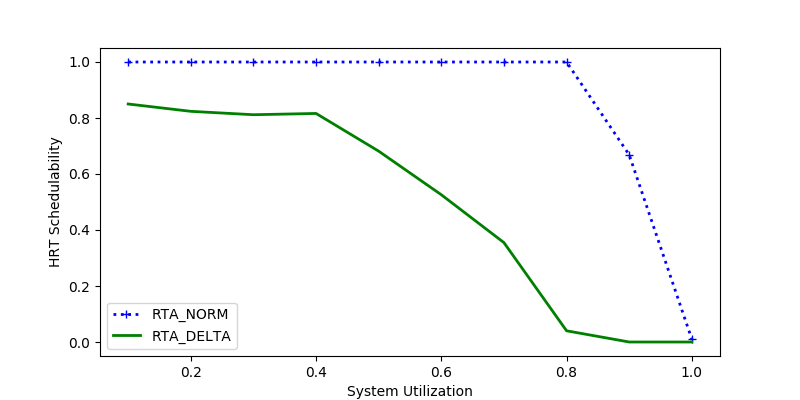 1.0
0.8
0.6
0.4
0.2
0.0
HRT Schedulability
RTA_NORM
RTA_DELTA
0.2 0.4 0.6 0.8 1.0
System Utilization